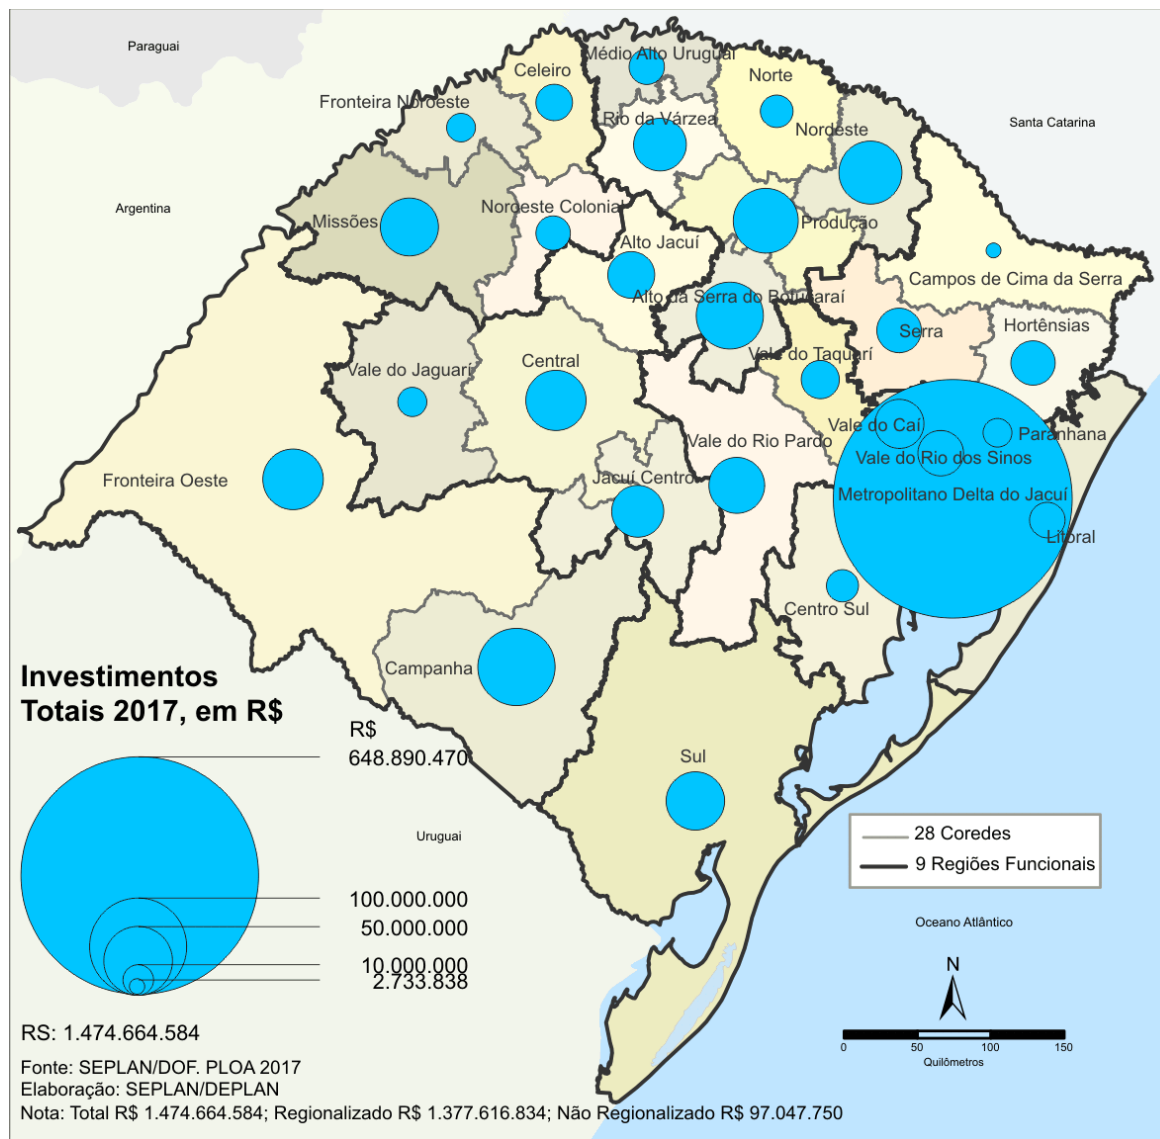 Paraguai
Médio Alto Uruguai
Celeiro
Norte
Fronteira Noroeste
Rio da Várzea
Santa Catarina
Nordeste
Argentina
Missões
Noroeste Colonial
Produção
Alto Jacuí
Campos de Cima da Serra
Alto da Serra do Botucaraí
Serra
Hortênsias
Vale do Taquarí
Central
Vale do Jaguarí
Vale do Caí
Paranhana
Vale do Rio Pardo
Vale do Rio dos Sinos
Fronteira Oeste
Jacuí Centro
Metropolitano Delta do Jacuí
Litoral
Centro Sul
Campanha
Sul
Uruguai
Investimentos
Totais 2017, em R$
R$
648.890.470
100.000.000
50.000.000
10.000.000
2.733.838
28 Coredes
9 Regiões Funcionais
Oceano Atlântico
N
0 50 100 150
Quilômetros
RS: 1.474.664.584
Fonte: SEPLAN/DOF. PLOA 2017
Elaboração: SEPLAN/DEPLAN
Nota: Total R$ 1.474.664.584; Regionalizado R$ 1.377.616.834; Não Regionalizado R$ 97.047.750